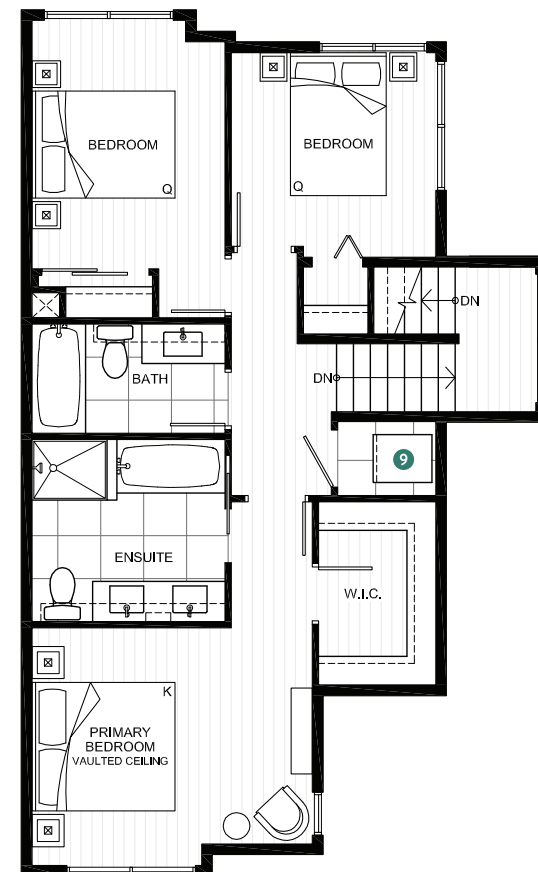 BEDROOM
Q
BEDROOM
Q
DN
DN
BATH
9
ENSUITE
W.I.C.
K
PRIMARY
BEDROOM
VAULTED CEILING